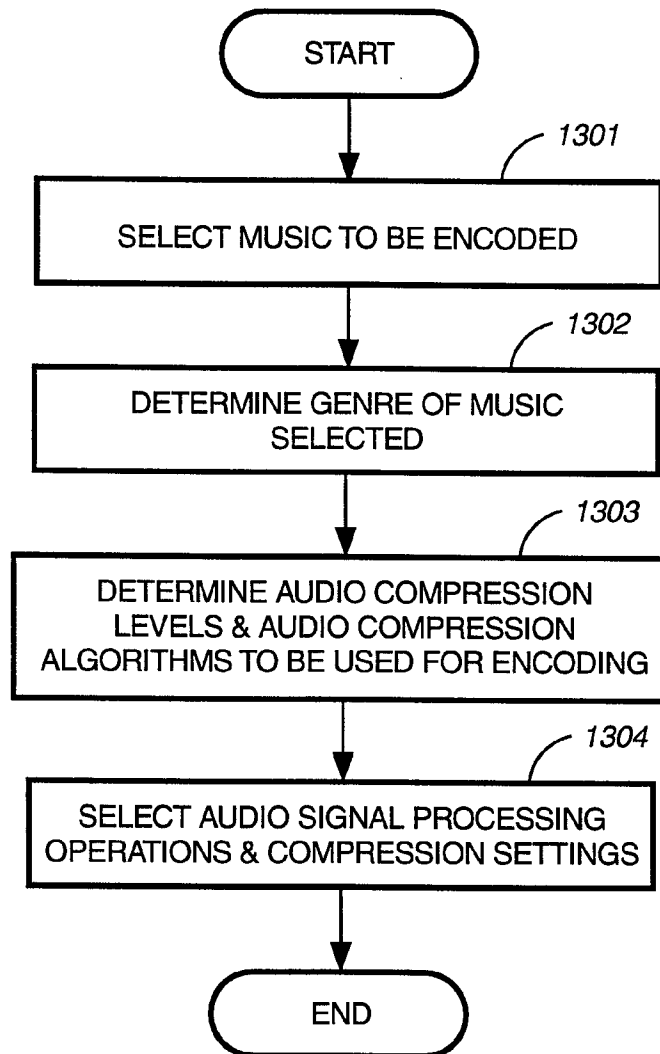 START
1301
SELECT MUSIC TO BE ENCODED
1302
DETERMINE GENRE OF MUSIC
SELECTED
1303
DETERMINE AUDIO COMPRESSION
LEVELS & AUDIO COMPRESSION
ALGORITHMS TO BE USED FOR ENCODING
1304
SELECT AUDIO SIGNAL PROCESSING
OPERATIONS & COMPRESSION SETTINGS
END